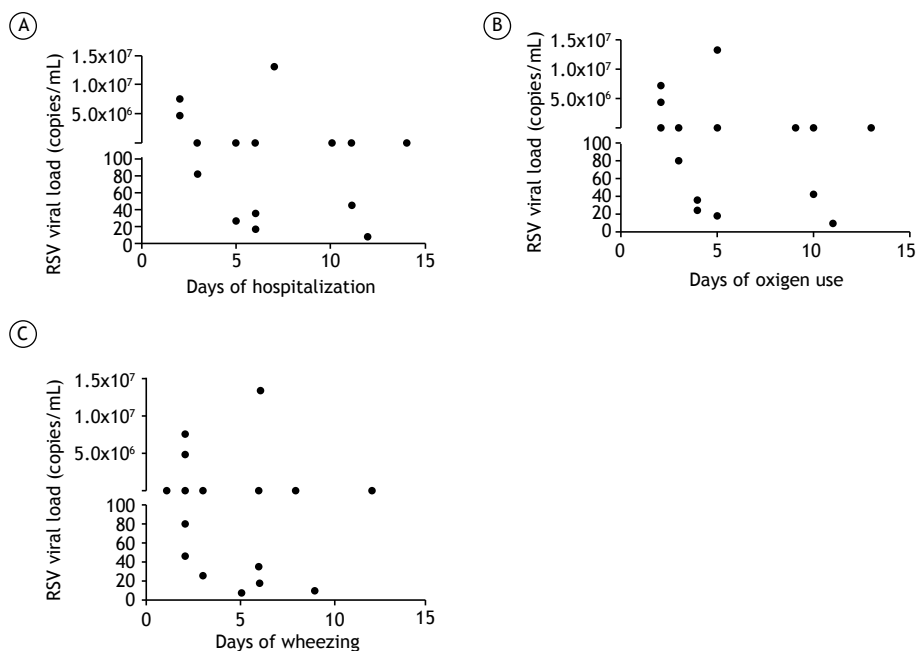 A
RSV viral load (copies/mL)
1.5x10⁷
1.0x10⁷
5.0x10⁶
100
80
60
40
20
0
0 5 10 15
Days of hospitalization
B
RSV viral load (copies/mL)
1.5x10⁷
1.0x10⁷
5.0x10⁶
100
80
60
40
20
0
0 5 10 15
Days of oxigen use
C
RSV viral load (copies/mL)
1.5x10⁷
1.0x10⁷
5.0x10⁶
100
80
60
40
20
0
0 5 10 15
Days of wheezing